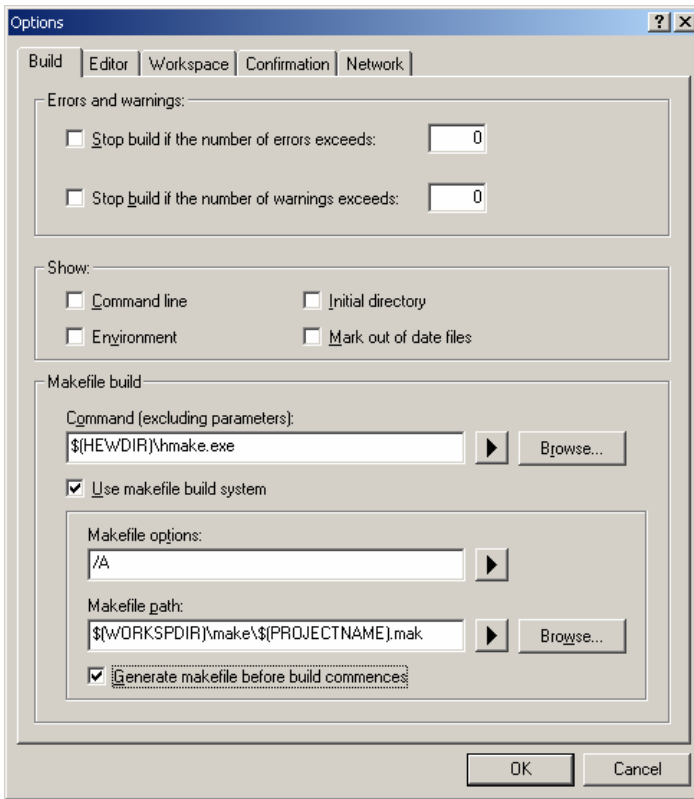 Options
Build Editor Workspace Confirmation Network
Errors and warnings:
Stop build if the number of errors exceeds: 0
Stop build if the number of warnings exceeds: 0
Show:
Command line Initial directory
Environment Mark out of date files
Makefile build
Command (excluding parameters):
$(HEWDIR)\hmake.exe Browse...
Use makefile build system
Makefile options:
/A
Makefile path:
$(WORKSPDIR)\make\$(PROJECTNAME).mak Browse...
Generate makefile before build commences
OK Cancel